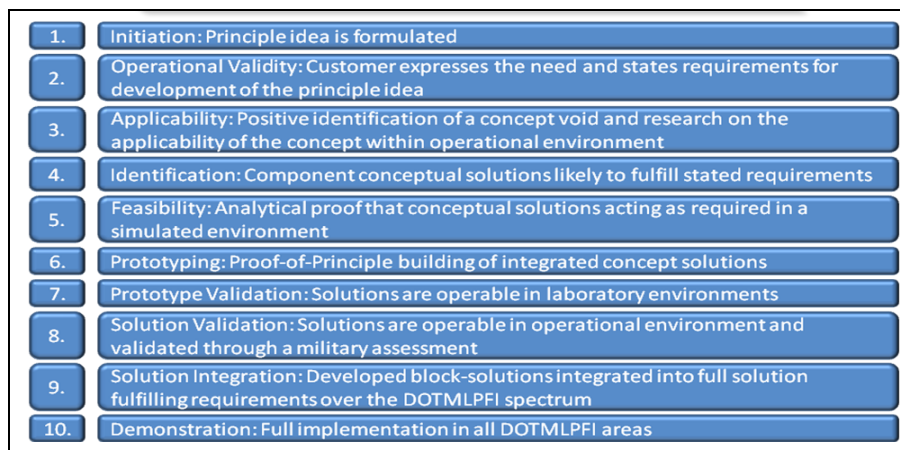 1. Initiation: Principle idea is formulated
2. Operational Validity: Customer expresses the need and states requirements for
development of the principle idea
3. Applicability: Positive identification of a concept void and research on the
applicability of the concept within operational environment
4. Identification: Component conceptual solutions likely to fulfill stated requirements
5. Feasibility: Analytical proof that conceptual solutions acting as required in a
simulated environment
6. Prototyping: Proof-of-Principle building of integrated concept solutions
7. Prototype Validation: Solutions are operable in laboratory environments
8. Solution Validation: Solutions are operable in operational environment and
validated through a military assessment
9. Solution Integration: Developed block-solutions integrated into full solution
fulfilling requirements over the DOTMLPFI spectrum
10. Demonstration: Full implementation in all DOTMLPFI areas